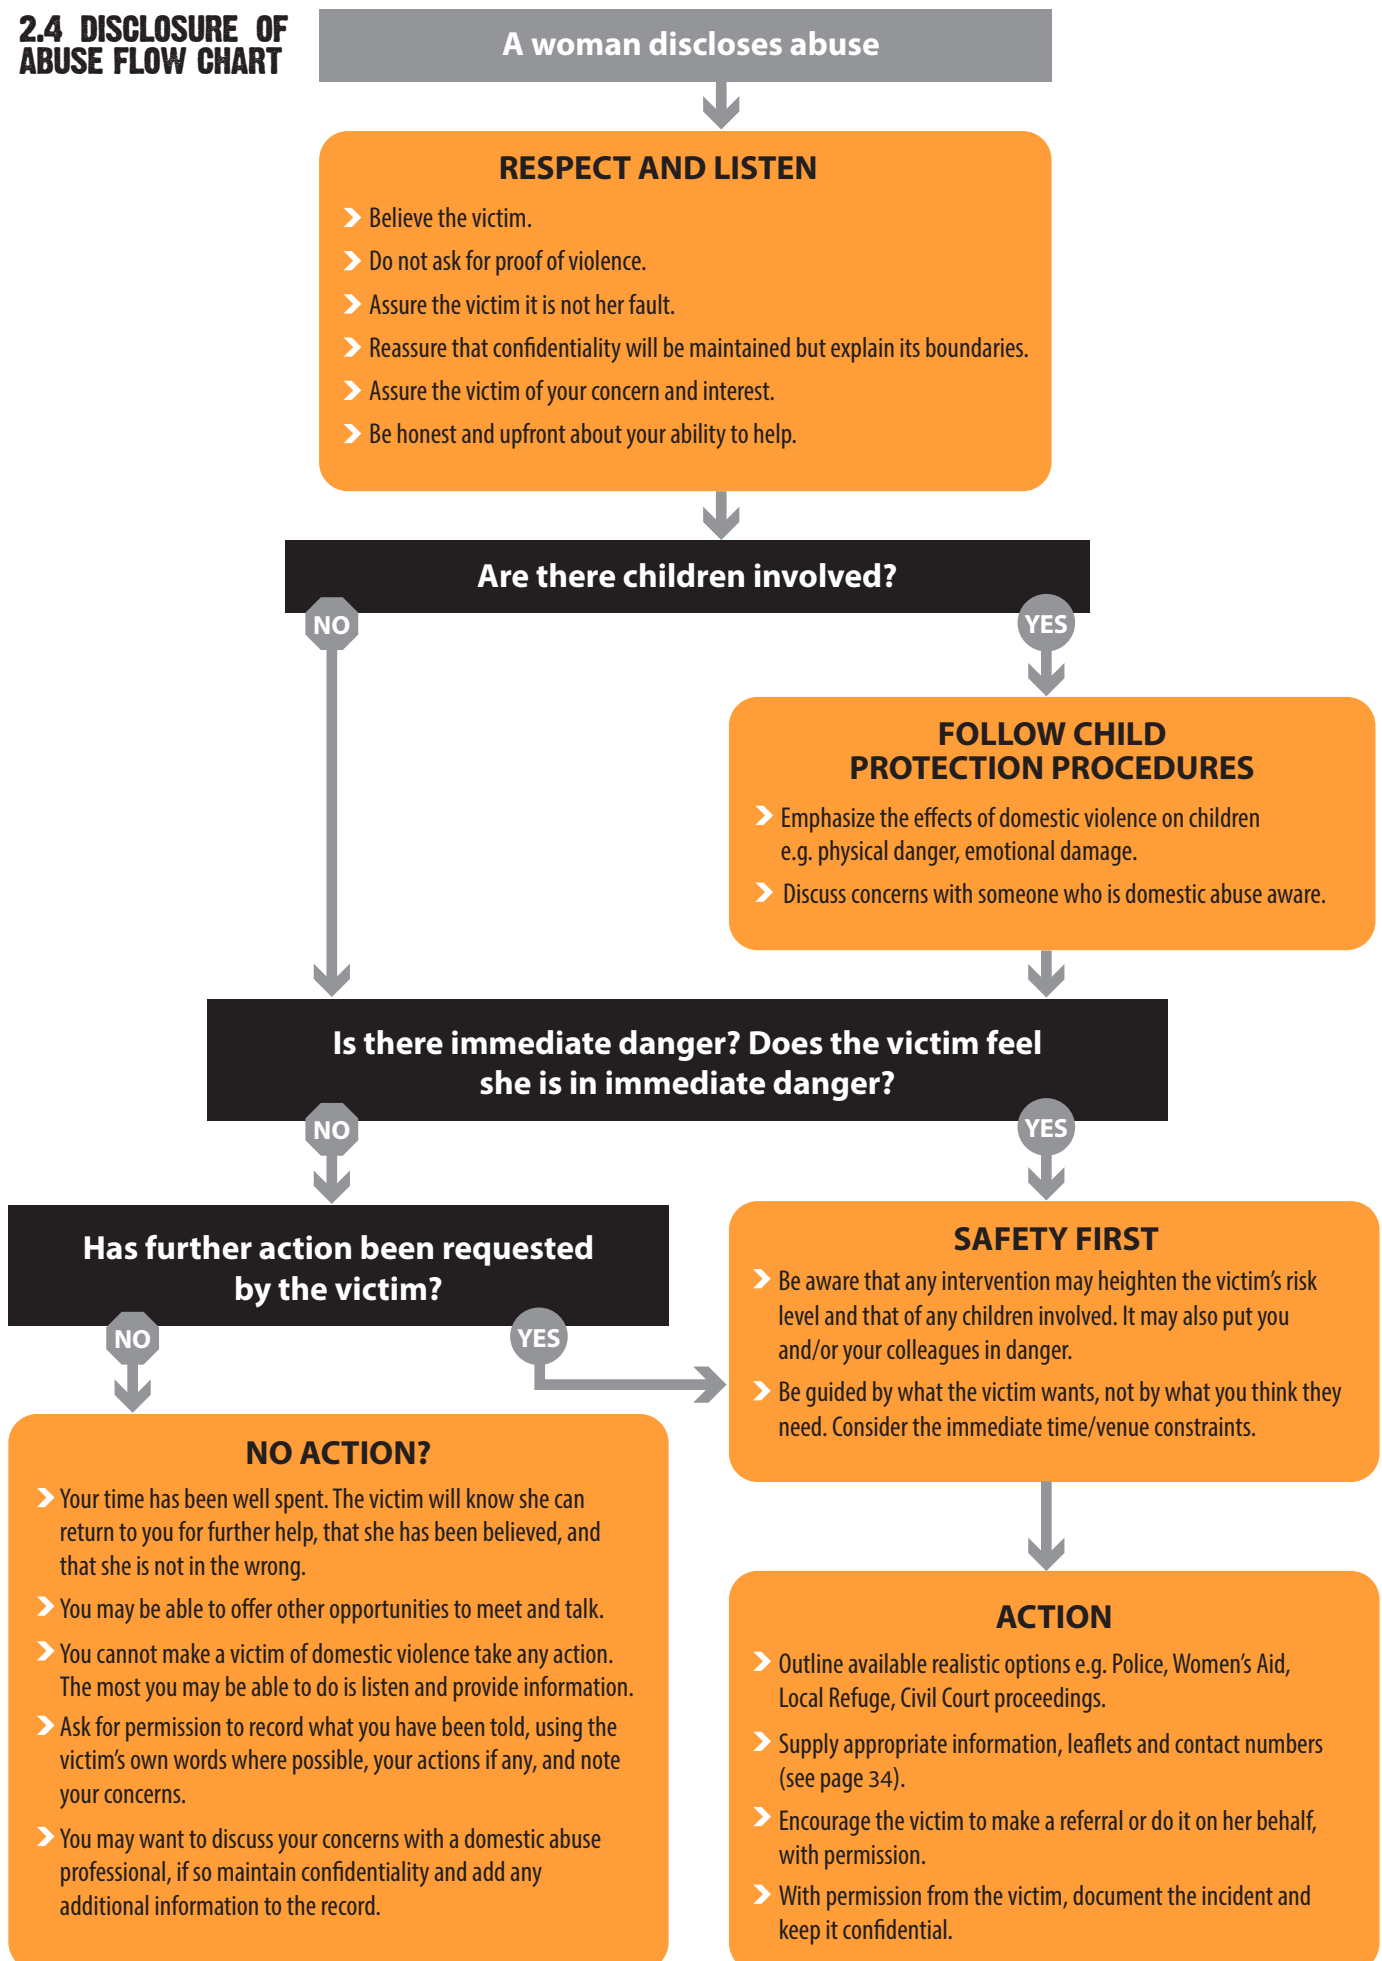 2.4 DISCLOSURE OF
ABUSE FLOW CHART
A woman discloses abuse
RESPECT AND LISTEN
Believe the victim.
Do not ask for proof of violence.
Assure the victim it is not her fault.
Reassure that confidentiality will be maintained but explain its boundaries.
Assure the victim of your concern and interest.
Be honest and upfront about your ability to help.
Are there children involved?
NO
YES
FOLLOW CHILD
PROTECTION PROCEDURES
Emphasize the effects of domestic violence on children
e.g. physical danger, emotional damage.
Discuss concerns with someone who is domestic abuse aware.
Is there immediate danger? Does the victim feel
she is in immediate danger?
NO
YES
Has further action been requested
by the victim?
NO
YES
SAFETY FIRST
Be aware that any intervention may heighten the victim's risk
level and that of any children involved. It may also put you
and/or your colleagues in danger.
Be guided by what the victim wants, not by what you think they
need. Consider the immediate time/venue constraints.
NO ACTION?
Your time has been well spent. The victim will know she can
return to you for further help, that she has been believed, and
that she is not in the wrong.
You may be able to offer other opportunities to meet and talk.
You cannot make a victim of domestic violence take any action.
The most you may be able to do is listen and provide information.
Ask for permission to record what you have been told, using the
victim's own words where possible, your actions if any, and note
your concerns.
You may want to discuss your concerns with a domestic abuse
professional, if so maintain confidentiality and add any
additional information to the record.
ACTION
Outline available realistic options e.g. Police, Women's Aid,
Local Refuge, Civil Court proceedings.
Supply appropriate information, leaflets and contact numbers
(see page 34).
Encourage the victim to make a referral or do it on her behalf,
with permission.
With permission from the victim, document the incident and
keep it confidential.